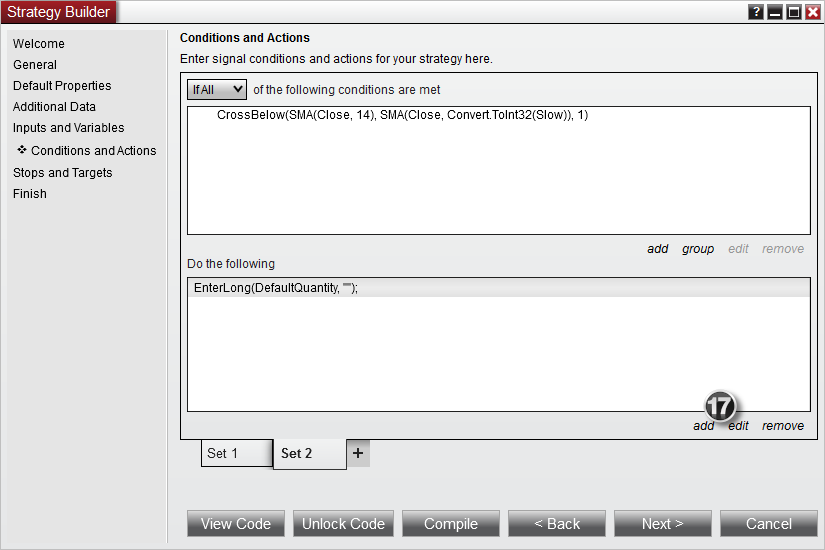 Strategy Builder
?
Welcome
General
Default Properties
Additional Data
Inputs and Variables
Conditions and Actions
Stops and Targets
Finish
Conditions and Actions
Enter signal conditions and actions for your strategy here.
If All of the following conditions are met
CrossBelow(SMA(Close, 14), SMA(Close, Convert.ToInt32(Slow)), 1)
add group edit remove
Do the following
EnterLong(DefaultQuantity, "");
17
add edit remove
Set 1 Set 2 +
View Code Unlock Code Compile < Back Next > Cancel